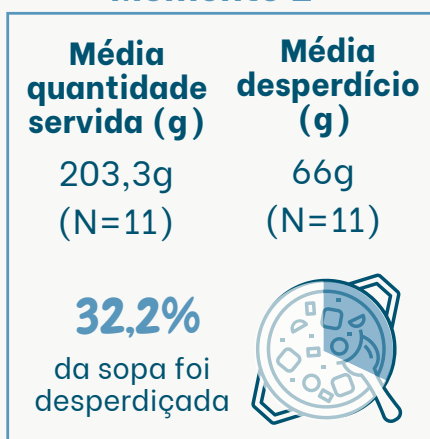 Média
quantidade
servida (g)
203,3g
(N=11)
Média
desperdício
(g)
66g
(N=11)
32,2%
da sopa foi
desperdiçada